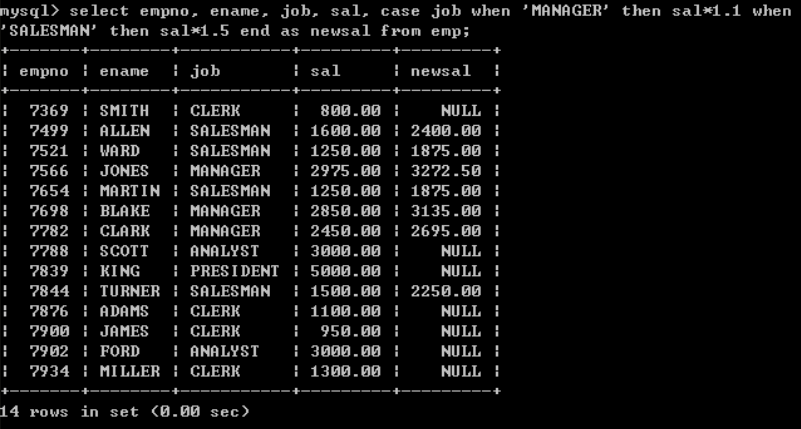 mysql> select empno, ename, job, sal, case job when 'MANAGER' then sal*1.1 when
'SALESMAN' then sal*1.5 end as newsal from emp;
+-------+--------+-----------+---------+---------+
| empno | ename  | job       | sal     | newsal  |
+-------+--------+-----------+---------+---------+
|  7369 | SMITH  | CLERK     |  800.00 |    NULL |
|  7499 | ALLEN  | SALESMAN  | 1600.00 | 2400.00 |
|  7521 | WARD   | SALESMAN  | 1250.00 | 1875.00 |
|  7566 | JONES  | MANAGER   | 2975.00 | 3272.50 |
|  7654 | MARTIN | SALESMAN  | 1250.00 | 1875.00 |
|  7698 | BLAKE  | MANAGER   | 2850.00 | 3135.00 |
|  7782 | CLARK  | MANAGER   | 2450.00 | 2695.00 |
|  7788 | SCOTT  | ANALYST   | 3000.00 |    NULL |
|  7839 | KING   | PRESIDENT | 5000.00 |    NULL |
|  7844 | TURNER | SALESMAN  | 1500.00 | 2250.00 |
|  7876 | ADAMS  | CLERK     | 1100.00 |    NULL |
|  7900 | JAMES  | CLERK     |  950.00 |    NULL |
|  7902 | FORD   | ANALYST   | 3000.00 |    NULL |
|  7934 | MILLER | CLERK     | 1300.00 |    NULL |
+-------+--------+-----------+---------+---------+
14 rows in set (0.00 sec)